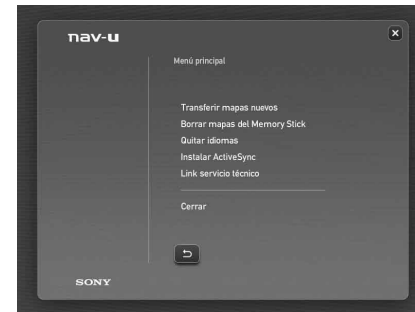 nav-u
Menú principal
Transferir mapas nuevos
Borrar mapas del Memory Stick
Quitar idiomas
Instalar ActiveSync
Link servicio técnico
Cerrar
SONY